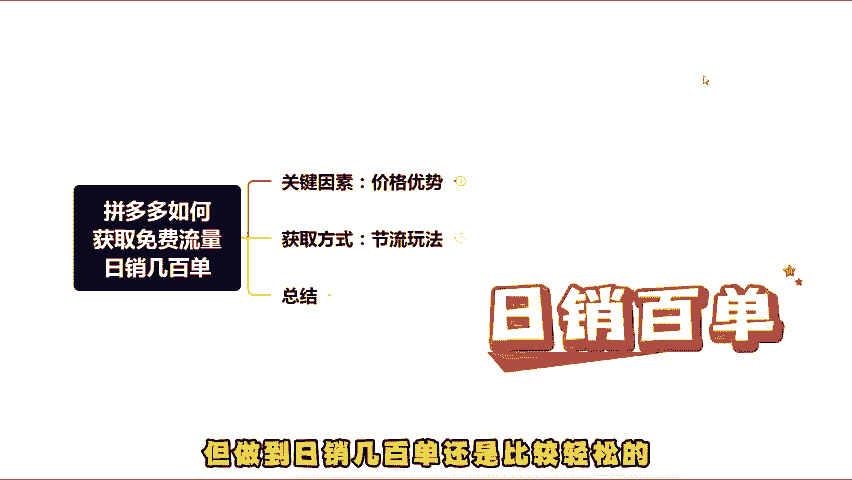 拼多多如何
获取免费流量
日销几百单
关键因素：价格优势
获取方式：节流玩法
总结
日销百单
但做到日销几百单还是比较轻松的